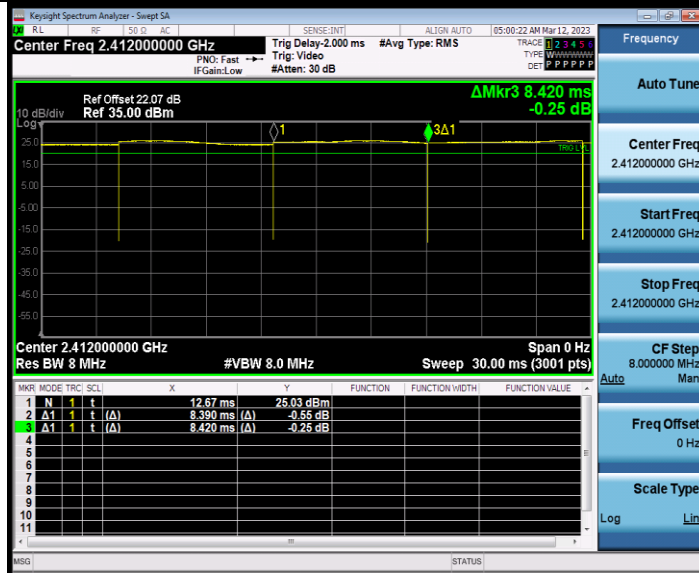 Keysight Spectrum Analyzer - Swept SA
RL RF 50 Ω AC SENSE:INT ALIGN AUTO 05:00:22 AM Mar 12, 2023
Center Freq 2.412000000 GHz
PNO: Fast
IFGain:Low
Trig Delay-2.000 ms
Trig: Video
#Atten: 30 dB
#Avg Type: RMS
TRACE 1 2 3 4 5
TYPE W
DET P P P P P
Frequency
Auto Tune
Center Freq
2.412000000 GHz
Start Freq
2.412000000 GHz
Stop Freq
2.412000000 GHz
CF Step
8.000000 MHz
Auto Man
Freq Offset
0 Hz
Scale Type
Log Lin
10 dB/div
Log
Ref Offset 22.07 dB
Ref 35.00 dBm
ΔMkr3 8.420 ms
-0.25 dB
1
3Δ1
TRIG LVL
25.0
15.0
5.00
-5.00
-15.0
-25.0
-35.0
-45.0
-55.0
Center 2.412000000 GHz Span 0 Hz
Res BW 8 MHz #VBW 8.0 MHz Sweep 30.00 ms (3001 pts)
MKR MODE TRC SCL X Y FUNCTION FUNCTION WIDTH FUNCTION VALUE
1 N 1 t 12.67 ms 25.03 dBm
2 Δ1 1 t (Δ) 8.390 ms (Δ) -0.55 dB
3 Δ1 1 t (Δ) 8.420 ms (Δ) -0.25 dB
4
5
6
7
8
9
10
11
MSG STATUS